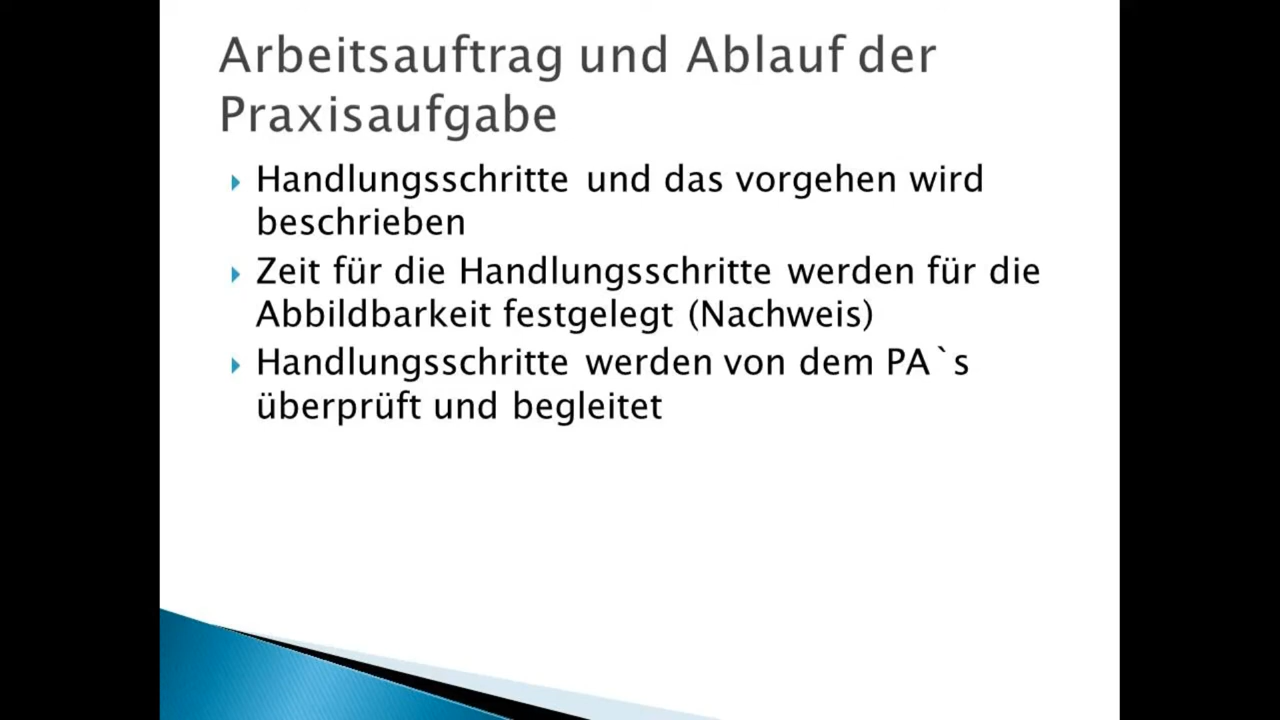 Arbeitsauftrag und Ablauf der
Praxisaufgabe
Handlungsschritte und das vorgehen wird
beschrieben
Zeit für die Handlungsschritte werden für die
Abbildbarkeit festgelegt (Nachweis)
Handlungsschritte werden von dem PA`s
überprüft und begleitet